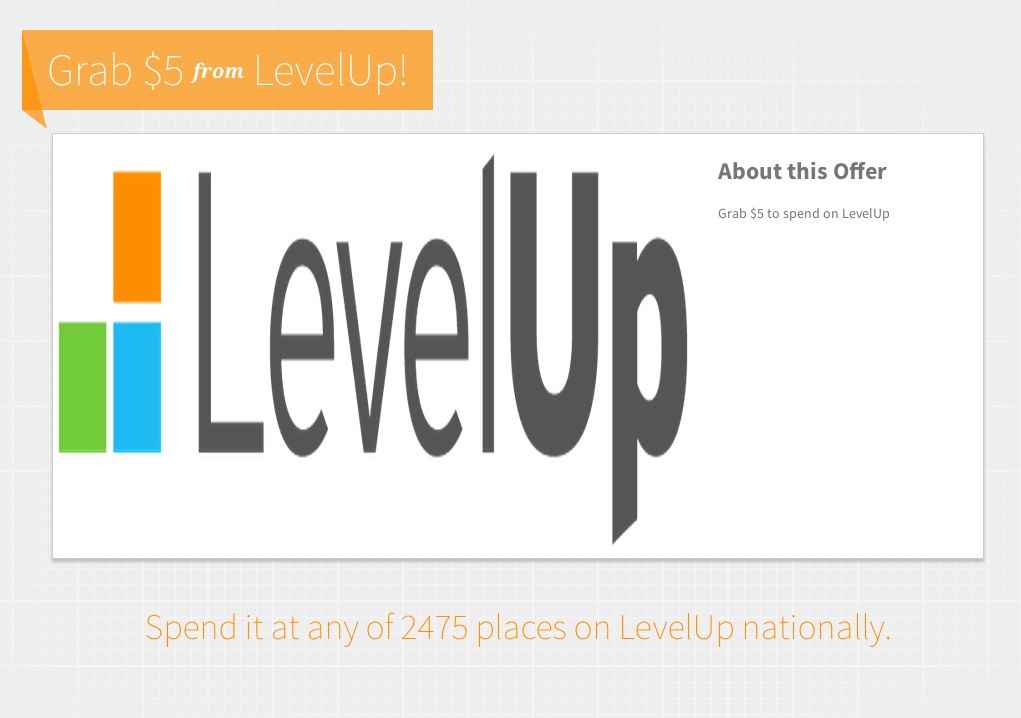 Grab $5 from LevelUp!
LevelUp
About this Offer
Grab $5 to spend on LevelUp
Spend it at any of 2475 places on LevelUp nationally.